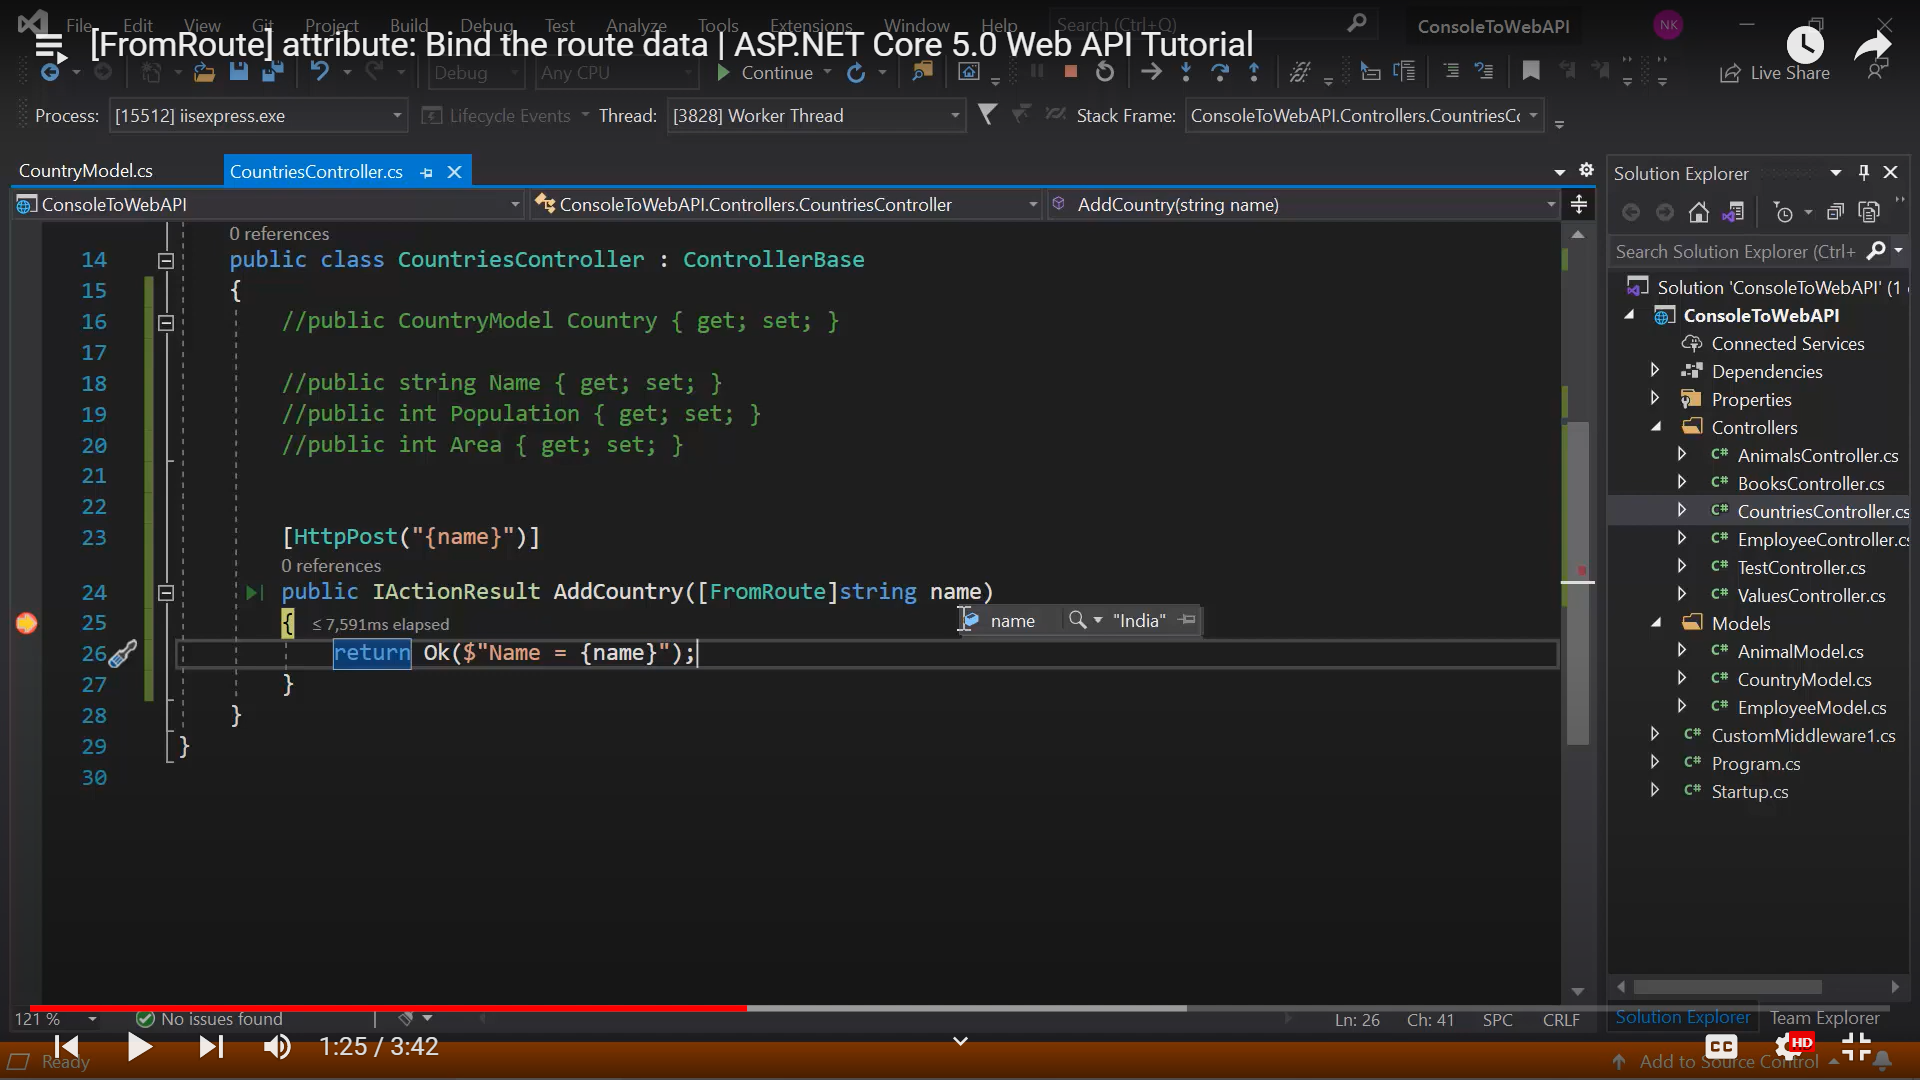 File Edit View Git Project Build Debug Test Analyze Tools Extensions Window Help Search (Ctrl+Q) ConsoleToWebAPI NK
[FromRoute] attribute: Bind the route data | ASP.NET Core 5.0 Web API Tutorial
Debug Any CPU Continue Live Share
Process: [15512] iisexpress.exe Lifecycle Events Thread: [3828] Worker Thread Stack Frame: ConsoleToWebAPI.Controllers.CountriesCo
CountryModel.cs CountriesController.cs
ConsoleToWebAPI ConsoleToWebAPI.Controllers.CountriesController AddCountry(string name)
0 references
14 public class CountriesController : ControllerBase
15 {
16 //public CountryModel Country { get; set; }
17
18 //public string Name { get; set; }
19 //public int Population { get; set; }
20 //public int Area { get; set; }
21
22
23 [HttpPost("{name}")]
0 references
24 public IActionResult AddCountry([FromRoute]string name)
25 { ≤ 7,591ms elapsed
name "India"
26 return Ok($"Name = {name}");
27 }
28 }
29 }
30
Solution Explorer
Search Solution Explorer (Ctrl+
Solution 'ConsoleToWebAPI' (1
ConsoleToWebAPI
Connected Services
Dependencies
Properties
Controllers
AnimalsController.cs
BooksController.cs
CountriesController.cs
EmployeeController.cs
TestController.cs
ValuesController.cs
Models
AnimalModel.cs
CountryModel.cs
EmployeeModel.cs
CustomMiddleware1.cs
Program.cs
Startup.cs
Solution Explorer Team Explorer
121 % No issues found Ln: 26 Ch: 41 SPC CRLF
1:25 / 3:42 CC HD
Ready Add to Source Control